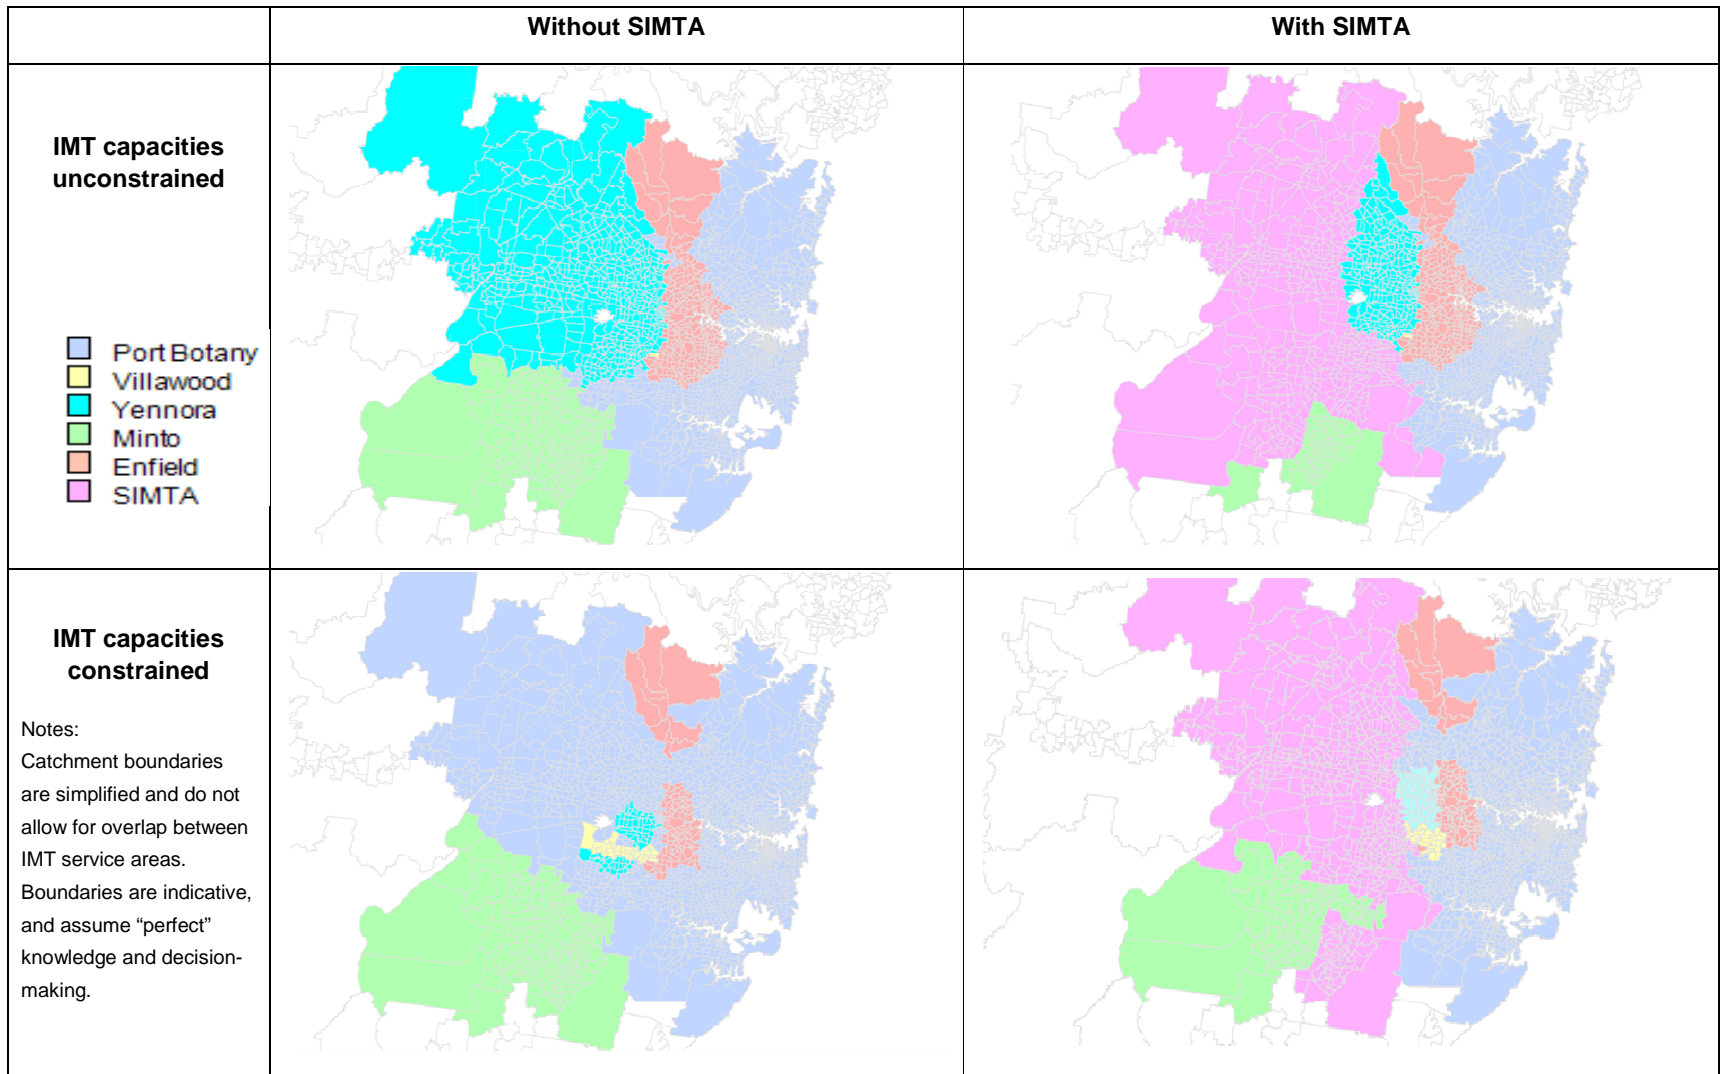 Without SIMTA
With SIMTA
IMT capacities
unconstrained
Port Botany
Villawood
Yennora
Minto
Enfield
SIMTA
IMT capacities
constrained
Notes:
Catchment boundaries
are simplified and do not
allow for overlap between
IMT service areas.
Boundaries are indicative,
and assume “perfect”
knowledge and decision-
making.